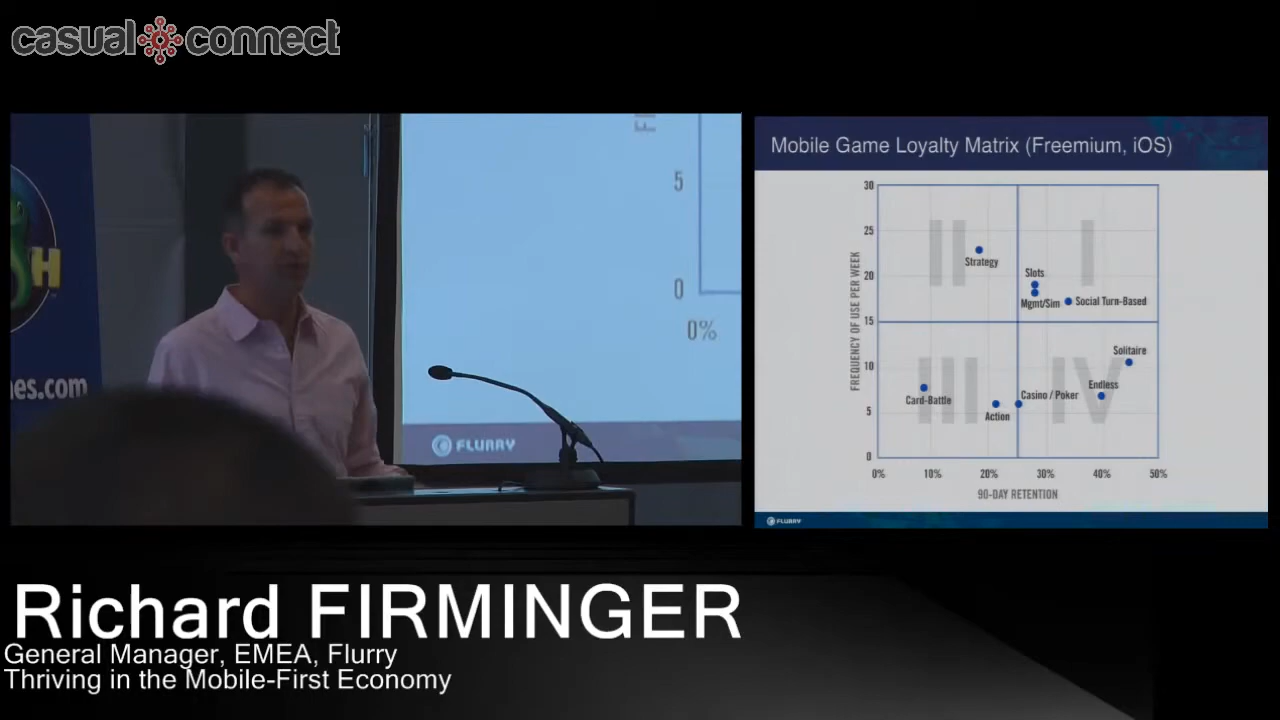 casual connect
H
nes.com
5
0
0%
FLURRY
Mobile Game Loyalty Matrix (Freemium, iOS)
FREQUENCY OF USE PER WEEK
30
25
20
15
10
5
0
II
I
III
IV
Strategy
Slots
Mgmt/Sim
Social Turn-Based
Solitaire
Endless
Card-Battle
Casino / Poker
Action
0% 10% 20% 30% 40% 50%
90-DAY RETENTION
FLURRY
Richard FIRMINGER
General Manager, EMEA, Flurry
Thriving in the Mobile-First Economy